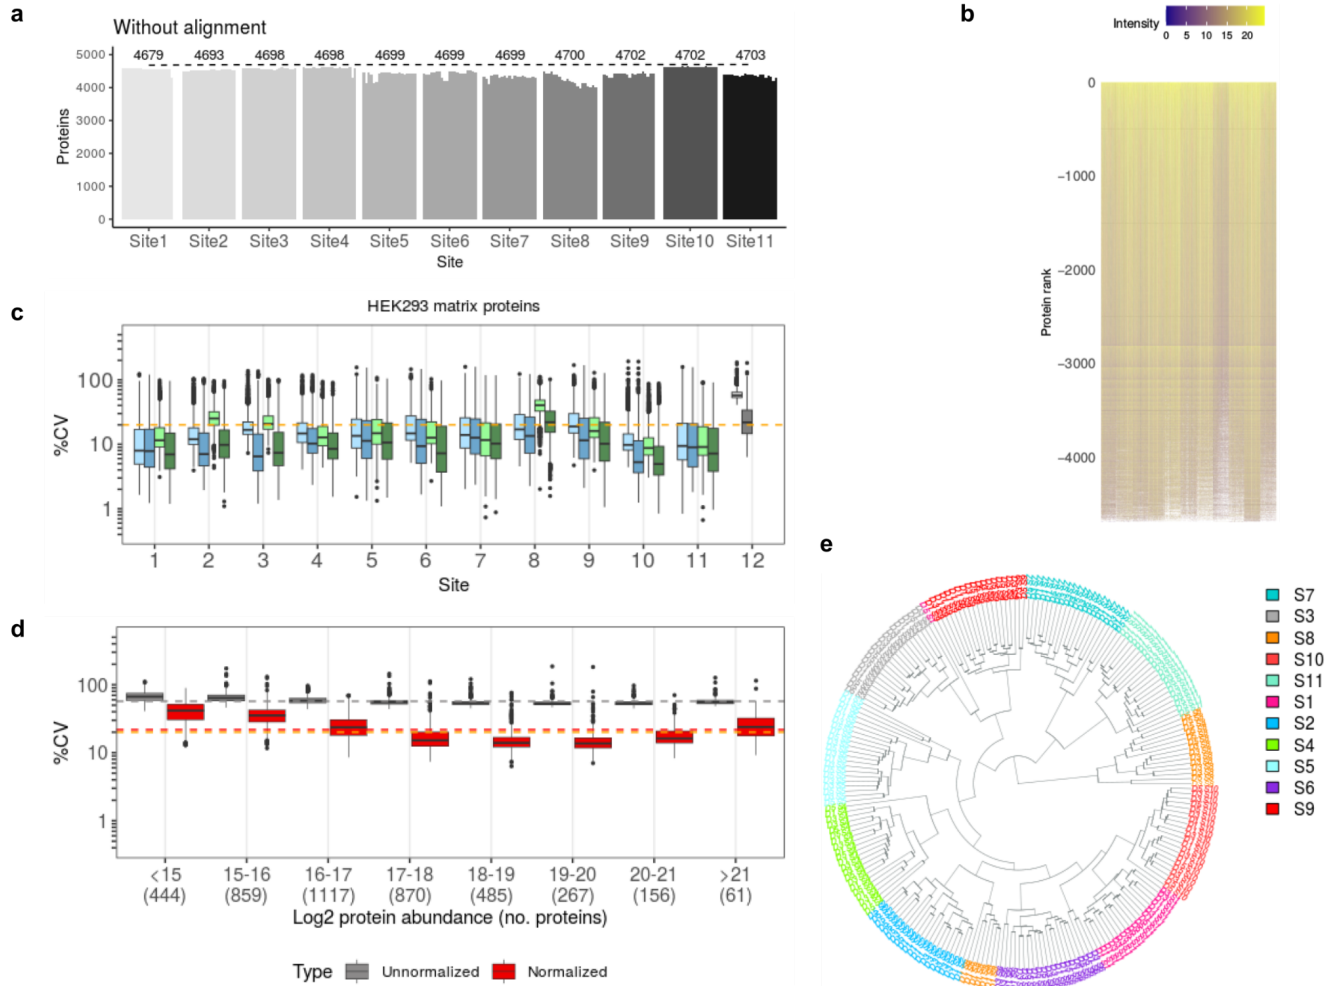 a
Without alignment
4679 4693 4698 4698 4699 4699 4699 4700 4702 4702 4703
5000
4000
3000
2000
1000
0
Proteins
Site1 Site2 Site3 Site4 Site5 Site6 Site7 Site8 Site9 Site10 Site11
Site
b
Intensity
0 5 10 15 20
0
−1000
−2000
−3000
−4000
Protein rank
c
HEK293 matrix proteins
100
10
1
%CV
1 2 3 4 5 6 7 8 9 10 11 12
Site
d
100
10
1
%CV
<15 15-16 16-17 17-18 18-19 19-20 20-21 >21
(4444) (859) (1117) (870) (485) (267) (156) (61)
Log2 protein abundance (no. proteins)
Type Unnormalized Normalized
e
S7
S3
S8
S10
S11
S1
S2
S4
S5
S6
S9